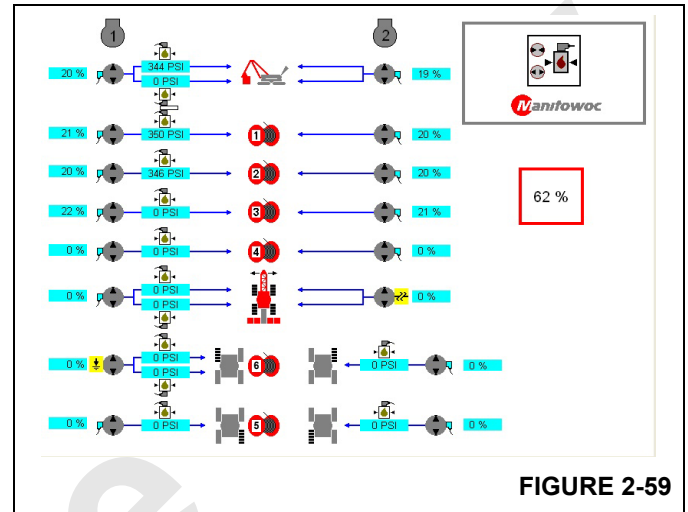 1 2
344 PSI
20 % 19 %
0 PSI
Manitowoc
21 % 350 PSI 1 20 %
20 % 346 PSI 2 20 %
62 %
22 % 0 PSI 3 21 %
0 % 0 PSI 4 0 %
0 PSI
0 % 0 %
0 PSI
0 PSI
0 % 6 0 PSI 0 %
0 PSI
0 % 0 PSI 5 0 PSI 0 %
FIGURE 2-59